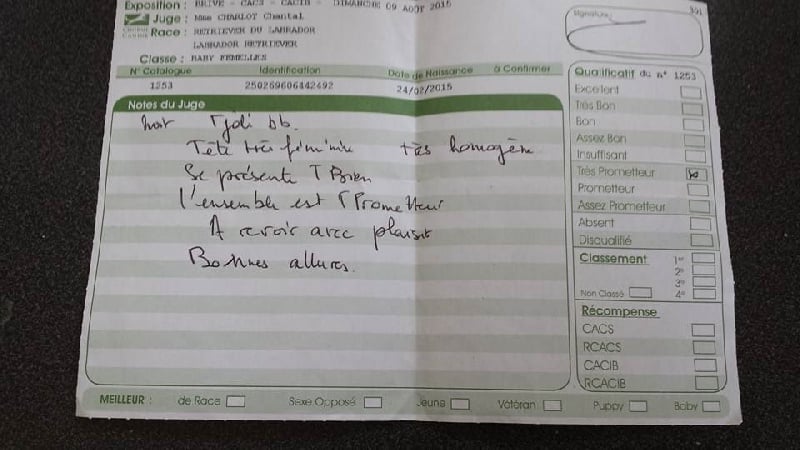 Exposition : BRIVE - CACS - CACIB - DIMANCHE 09 AOUT 2015
Juge : Mme CHARLOT Chantal
Race : RETRIEVER DU LABRADOR
LABRADOR RETRIEVER
Classe : BABY FEMELLES
N° Catalogue Identification Date de Naissance à Confirmer
1253 250269606442492 24/02/2015
Notes du Juge
noir T joli bb.
Tête très féminine très homogène
Se présente T Bien
l'ensemble est T Prometteur
A revoir avec plaisir
Bonnes allures.
Signature :
Qualificatif du n° 1253
Excellent
Très Bon
Bon
Assez Bon
Insuffisant
Très Prometteur
Prometteur
Assez Prometteur
Absent
Disqualifié
Classement 1er
2e
3e
Non Classé 4e
Récompense
CACS
RCACS
CACIB
RCACIB
MEILLEUR : de Race Sexe Opposé Jeune Vétéran Puppy Baby